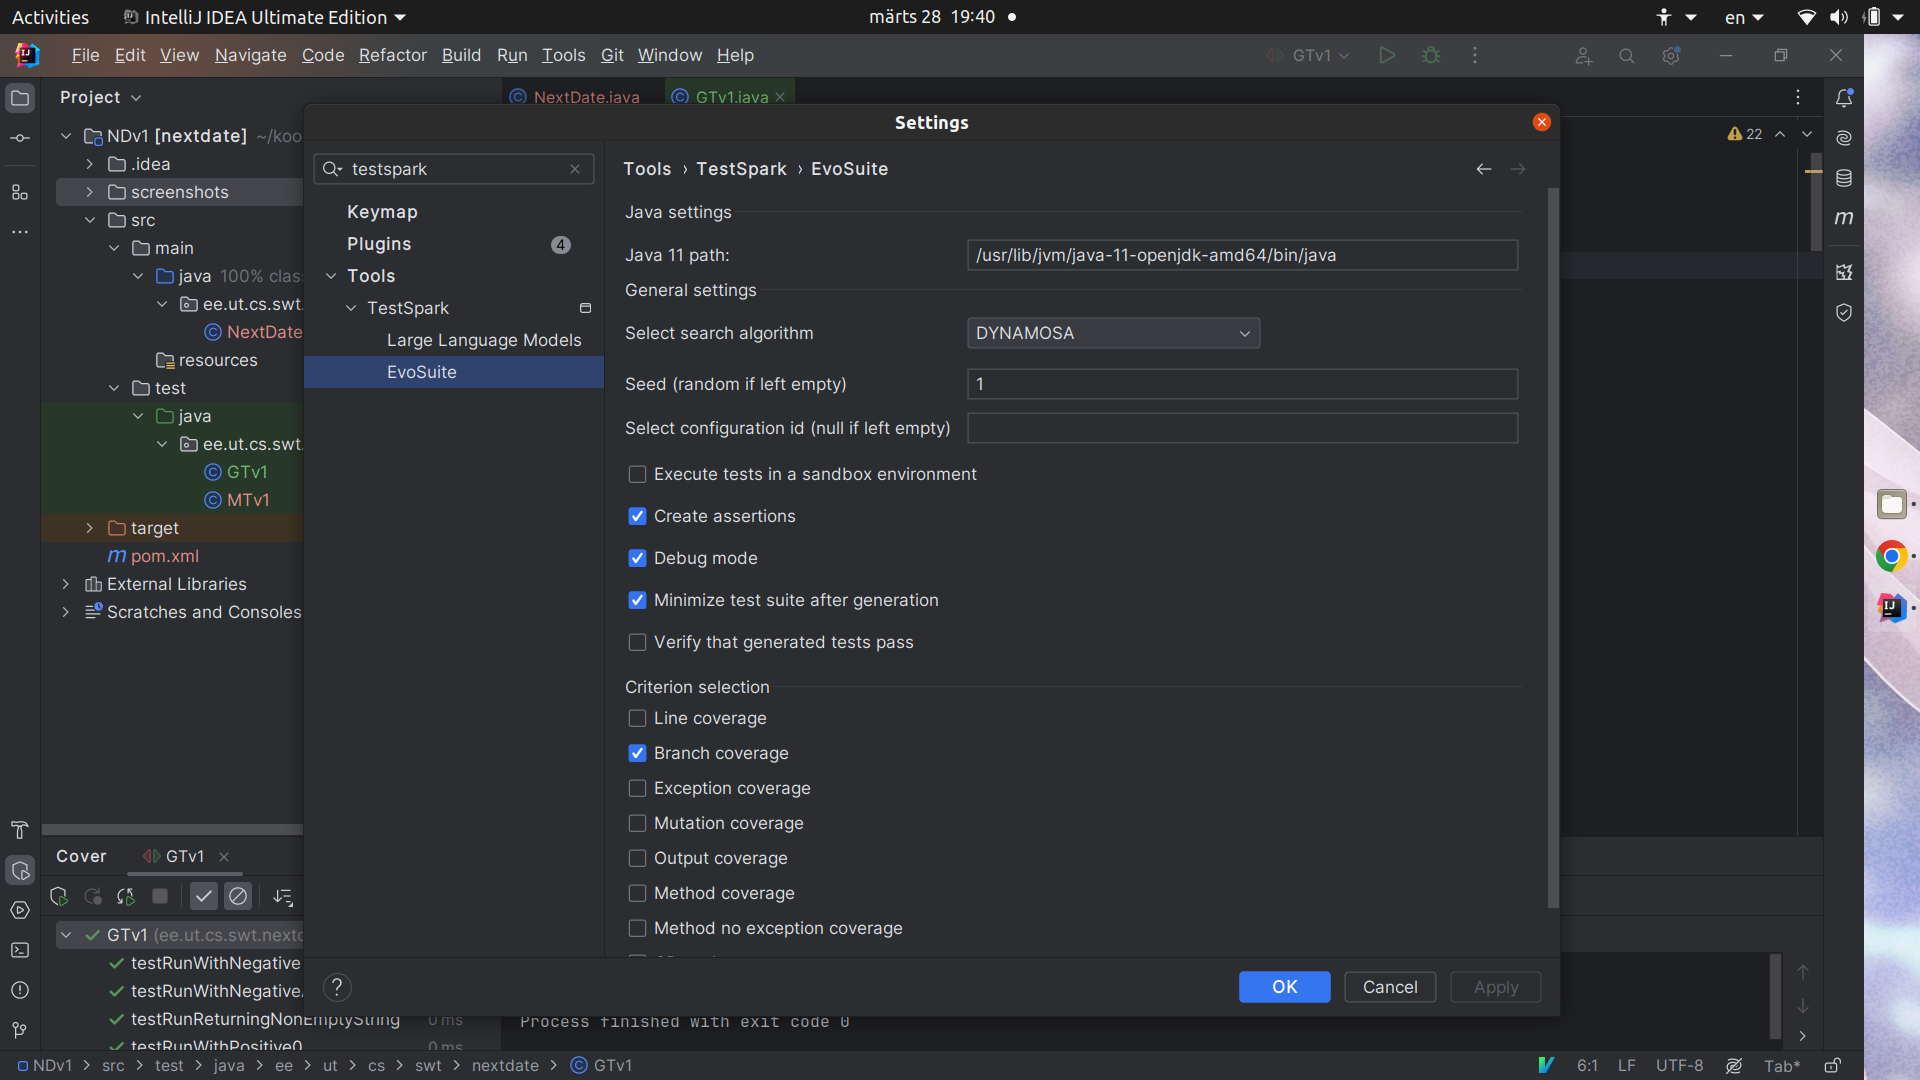 Activities
IntelliJ IDEA Ultimate Edition
märts 28 19:40
en
File Edit View Navigate Code Refactor Build Run Tools Git Window Help
GTv1
Project
NextDate.java
GTv1.java
22
NDv1 [nextdate] ~/koo
.idea
screenshots
src
main
java 100% clas
ee.ut.cs.swt.
NextDate
resources
test
java
ee.ut.cs.swt.
GTv1
MTv1
target
pom.xml
External Libraries
Scratches and Consoles
Settings
testspark
Keymap
Plugins 4
Tools
TestSpark
Large Language Models
EvoSuite
Tools › TestSpark › EvoSuite
Java settings
Java 11 path: /usr/lib/jvm/java-11-openjdk-amd64/bin/java
General settings
Select search algorithm DYNAMOSA
Seed (random if left empty) 1
Select configuration id (null if left empty)
Execute tests in a sandbox environment
Create assertions
Debug mode
Minimize test suite after generation
Verify that generated tests pass
Criterion selection
Line coverage
Branch coverage
Exception coverage
Mutation coverage
Output coverage
Method coverage
Method no exception coverage
? OK Cancel Apply
Cover GTv1
GTv1 (ee.ut.cs.swt.nextd
testRunWithNegative
testRunWithNegative
testRunReturningNonEmptyString 0 ms
testRunWithPositive0 0 ms
Process finished with exit code 0
NDv1 > src > test > java > ee > ut > cs > swt > nextdate > GTv1
6:1 LF UTF-8 Tab*